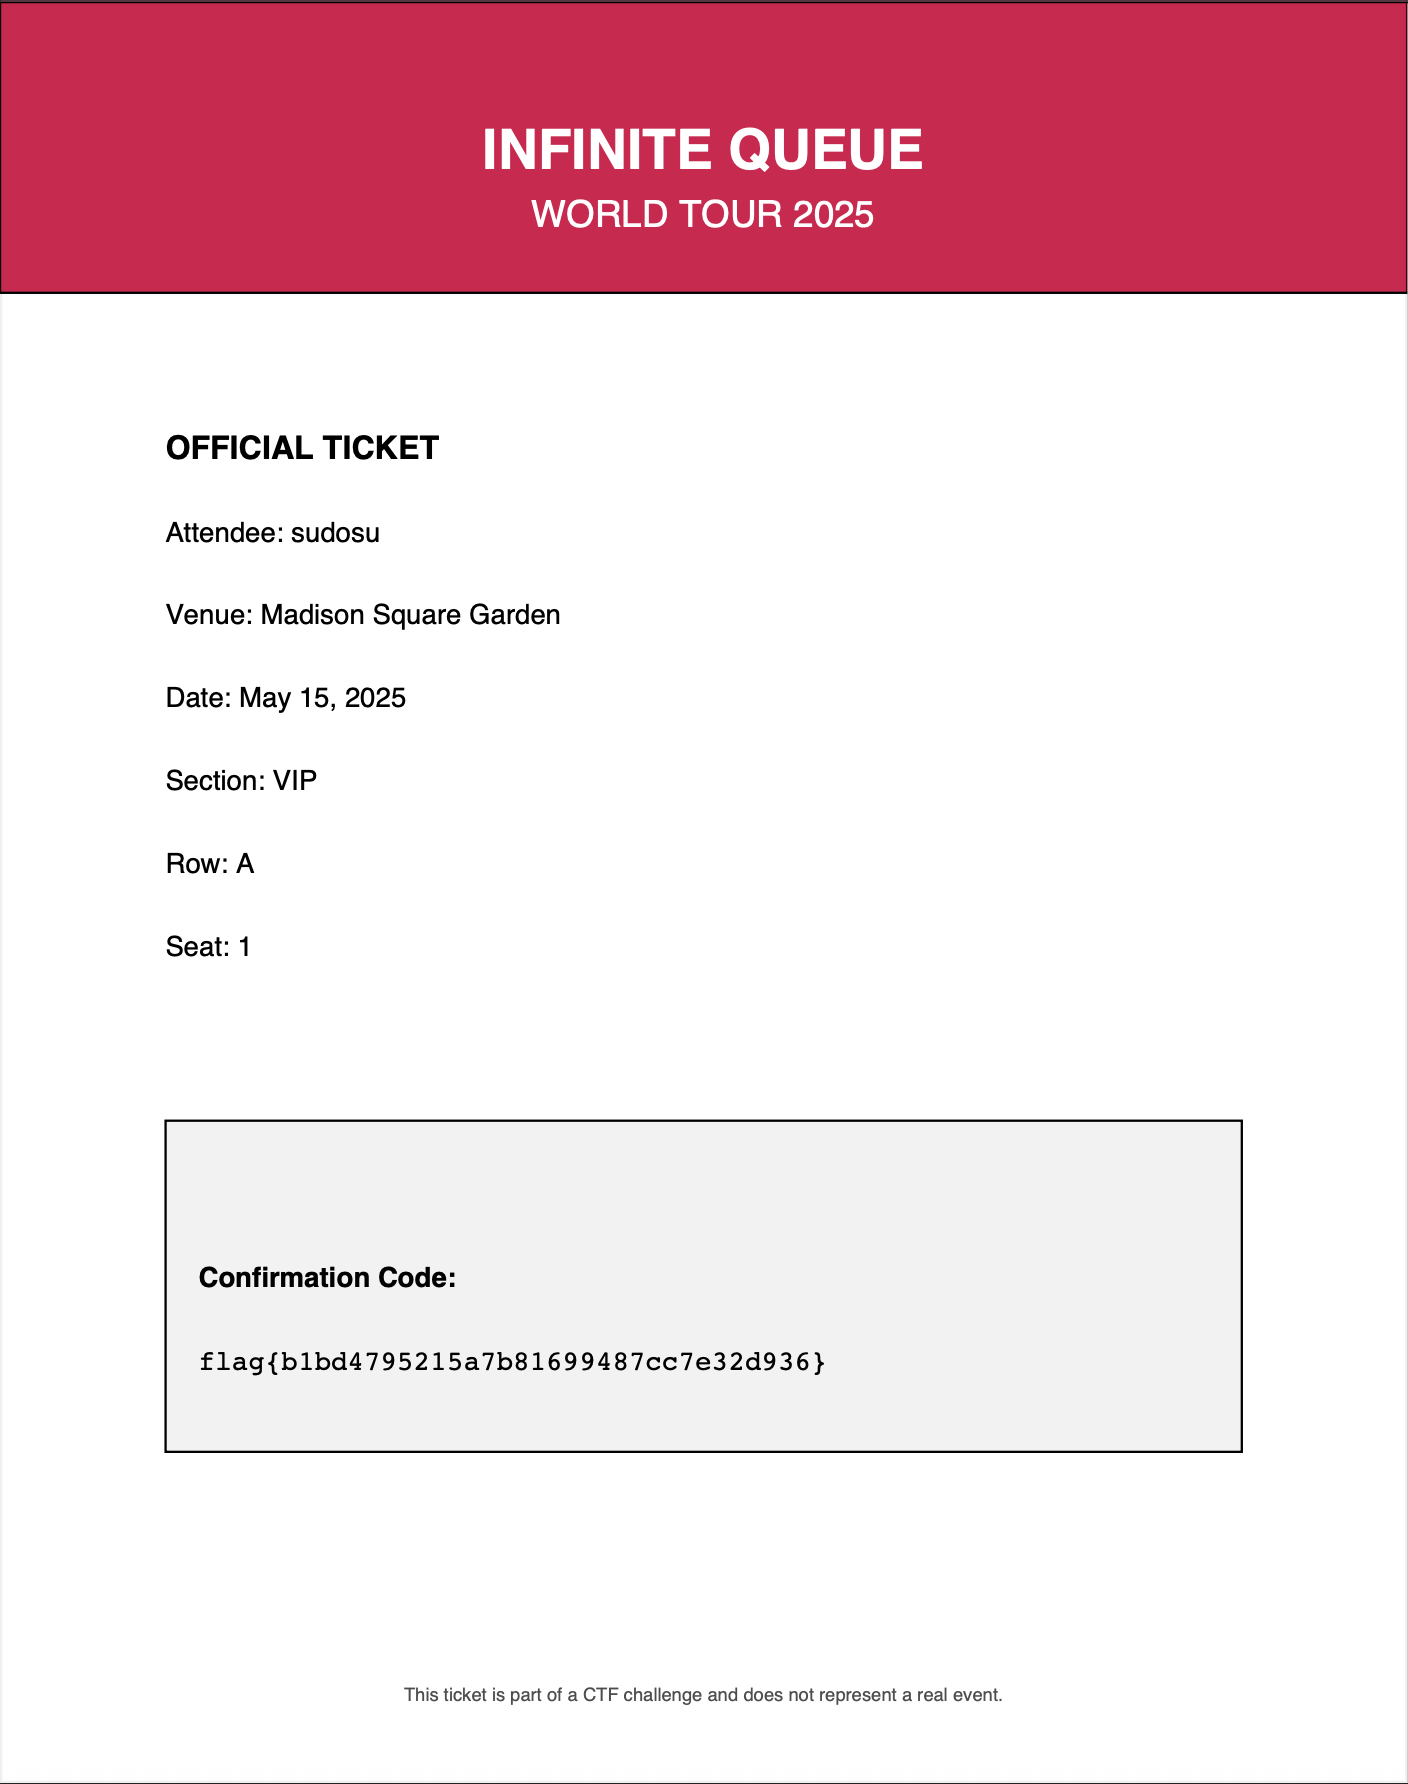 INFINITE QUEUE
WORLD TOUR 2025
OFFICIAL TICKET
Attendee: sudosu
Venue: Madison Square Garden
Date: May 15, 2025
Section: VIP
Row: A
Seat: 1
Confirmation Code:
flag{b1bd4795215a7b81699487cc7e32d936}
This ticket is part of a CTF challenge and does not represent a real event.